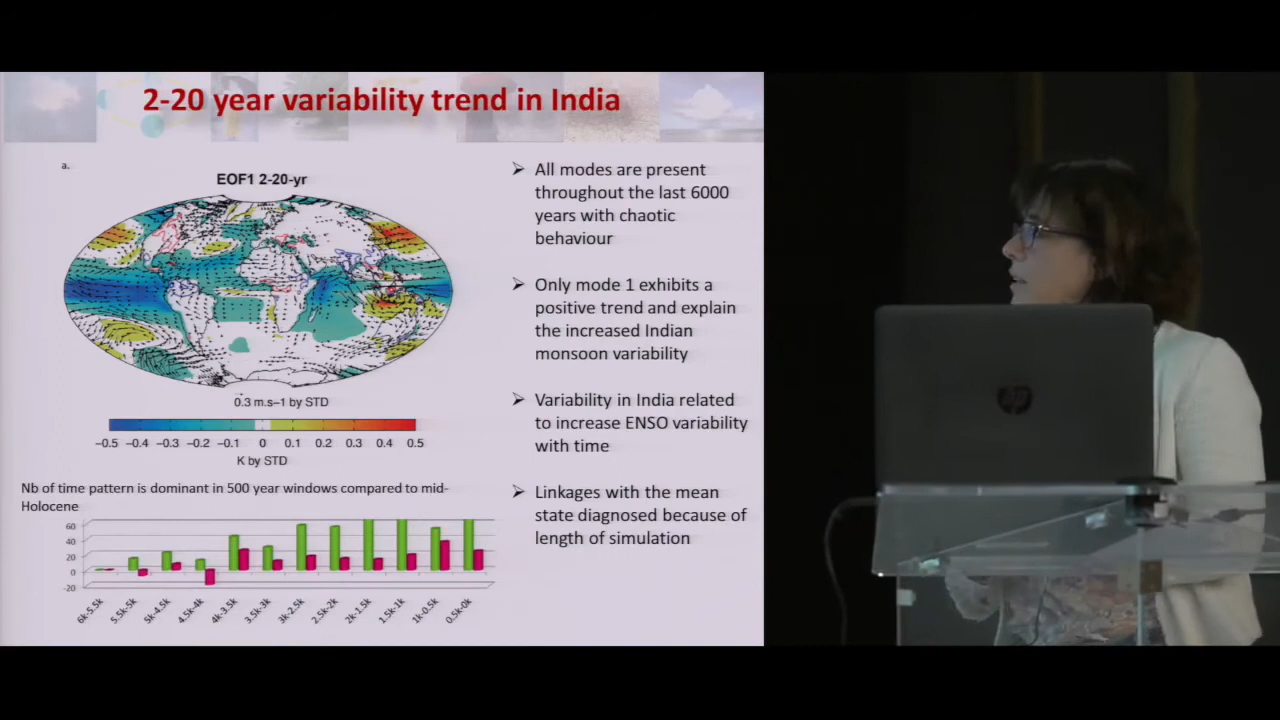 2-20 year variability trend in India
a.
EOF1 2-20-yr
0.3 m.s–1 by STD
–0.5 –0.4 –0.3 –0.2 –0.1 0 0.1 0.2 0.3 0.4 0.5
K by STD
Nb of time pattern is dominant in 500 year windows compared to mid-
Holocene
60
40
20
0
-20
6k-5.5k 5.5k-5k 5k-4.5k 4.5k-4k 4k-3.5k 3.5k-3k 3k-2.5k 2.5k-2k 2k-1.5k 1.5k-1k 1k-0.5k 0.5k-0k
All modes are present
throughout the last 6000
years with chaotic
behaviour
Only mode 1 exhibits a
positive trend and explain
the increased Indian
monsoon variability
Variability in India related
to increase ENSO variability
with time
Linkages with the mean
state diagnosed because of
length of simulation
hp